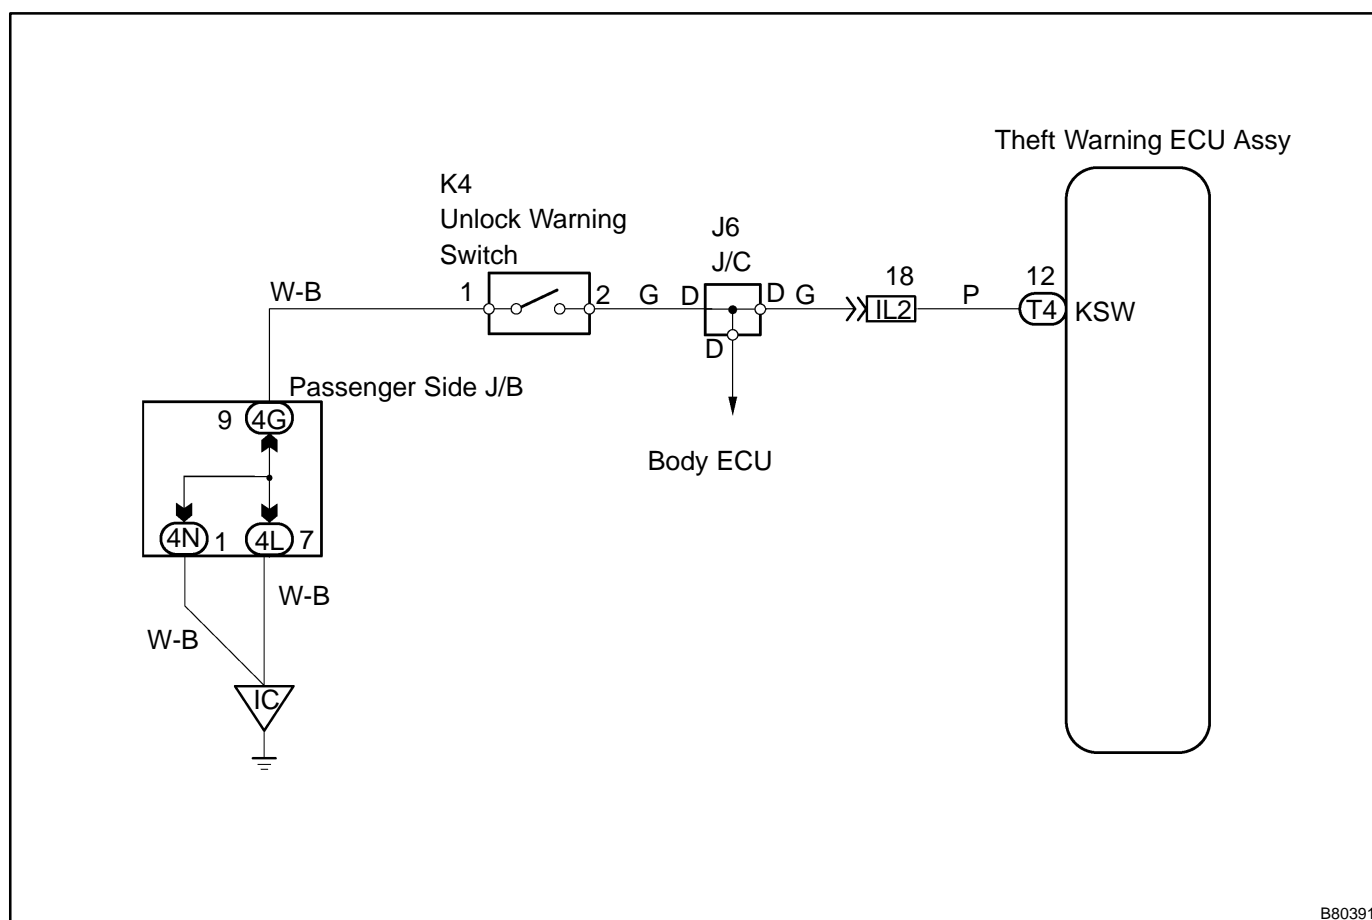 Theft Warning ECU Assy
K4
Unlock Warning
Switch
J6
J/C
18
12
W-B
1
2
G
D
D
G
IL2
P
T4
KSW
D
Passenger Side J/B
9
4G
Body ECU
4N
1
4L
7
W-B
W-B
IC
B80391